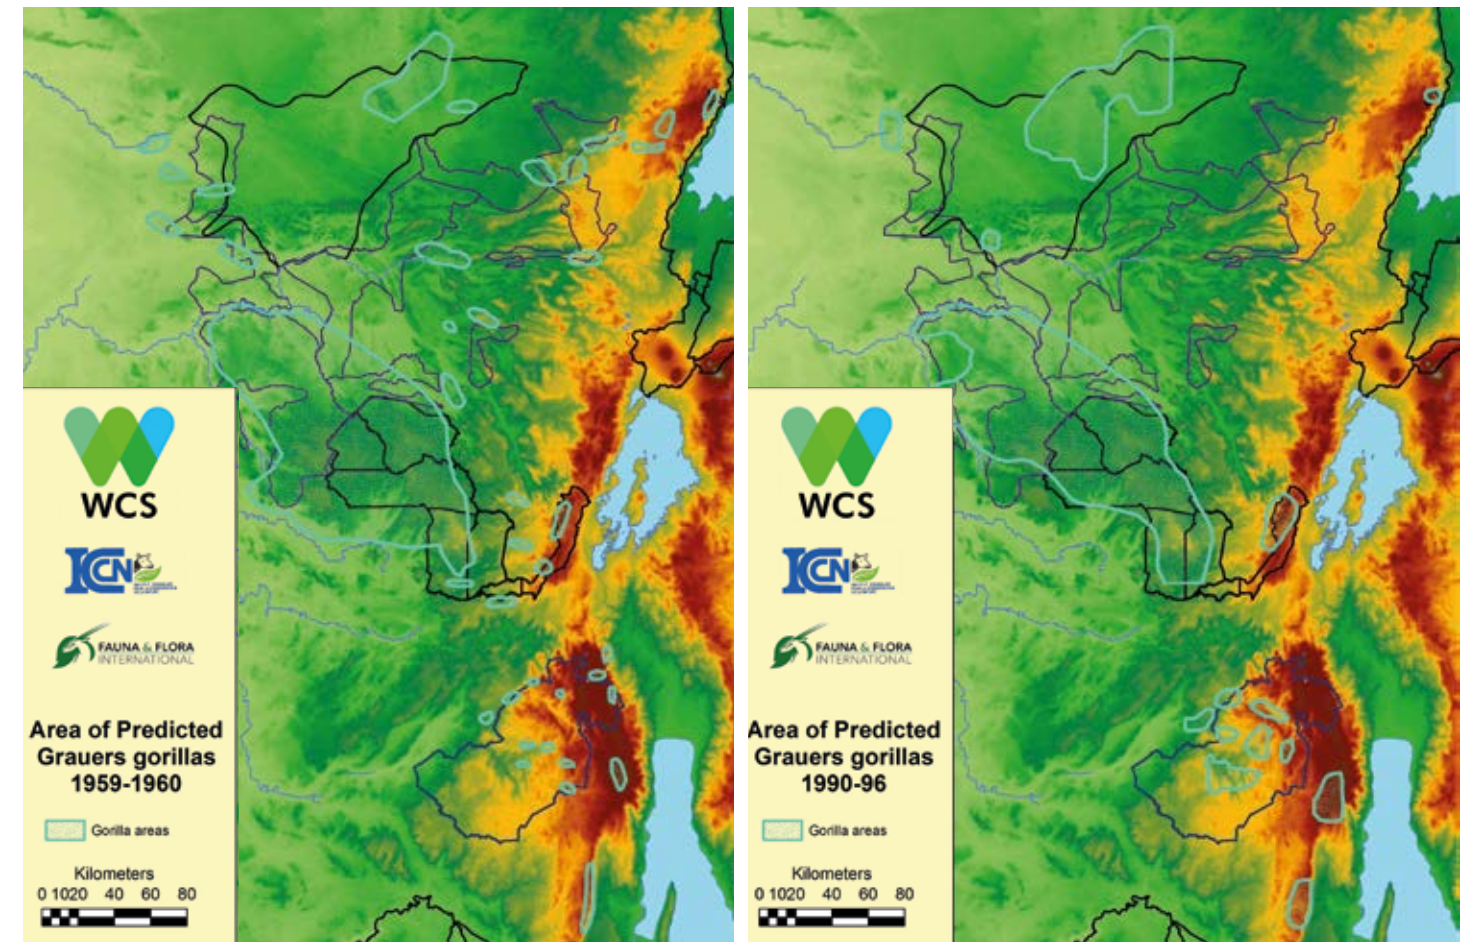 WCS
ICCN
FAUNA & FLORA
INTERNATIONAL
Area of Predicted
Grauers gorillas
1959-1960
Gorilla areas
Kilometers
0 1020 40 60 80
WCS
ICCN
FAUNA & FLORA
INTERNATIONAL
Area of Predicted
Grauers gorillas
1990-96
Gorilla areas
Kilometers
0 1020 40 60 80